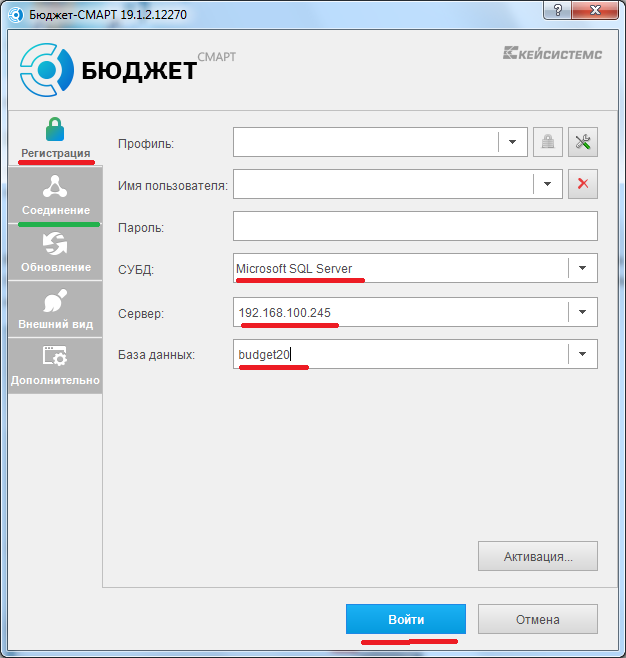 Бюджет-СМАРТ 19.1.2.12270
БЮДЖЕТ СМАРТ
КЕЙСИСТЕМС
Регистрация
Соединение
Обновление
Внешний вид
Дополнительно
Профиль:
Имя пользователя:
Пароль:
СУБД: Microsoft SQL Server
Сервер: 192.168.100.245
База данных: budget20
Активация...
Войти Отмена